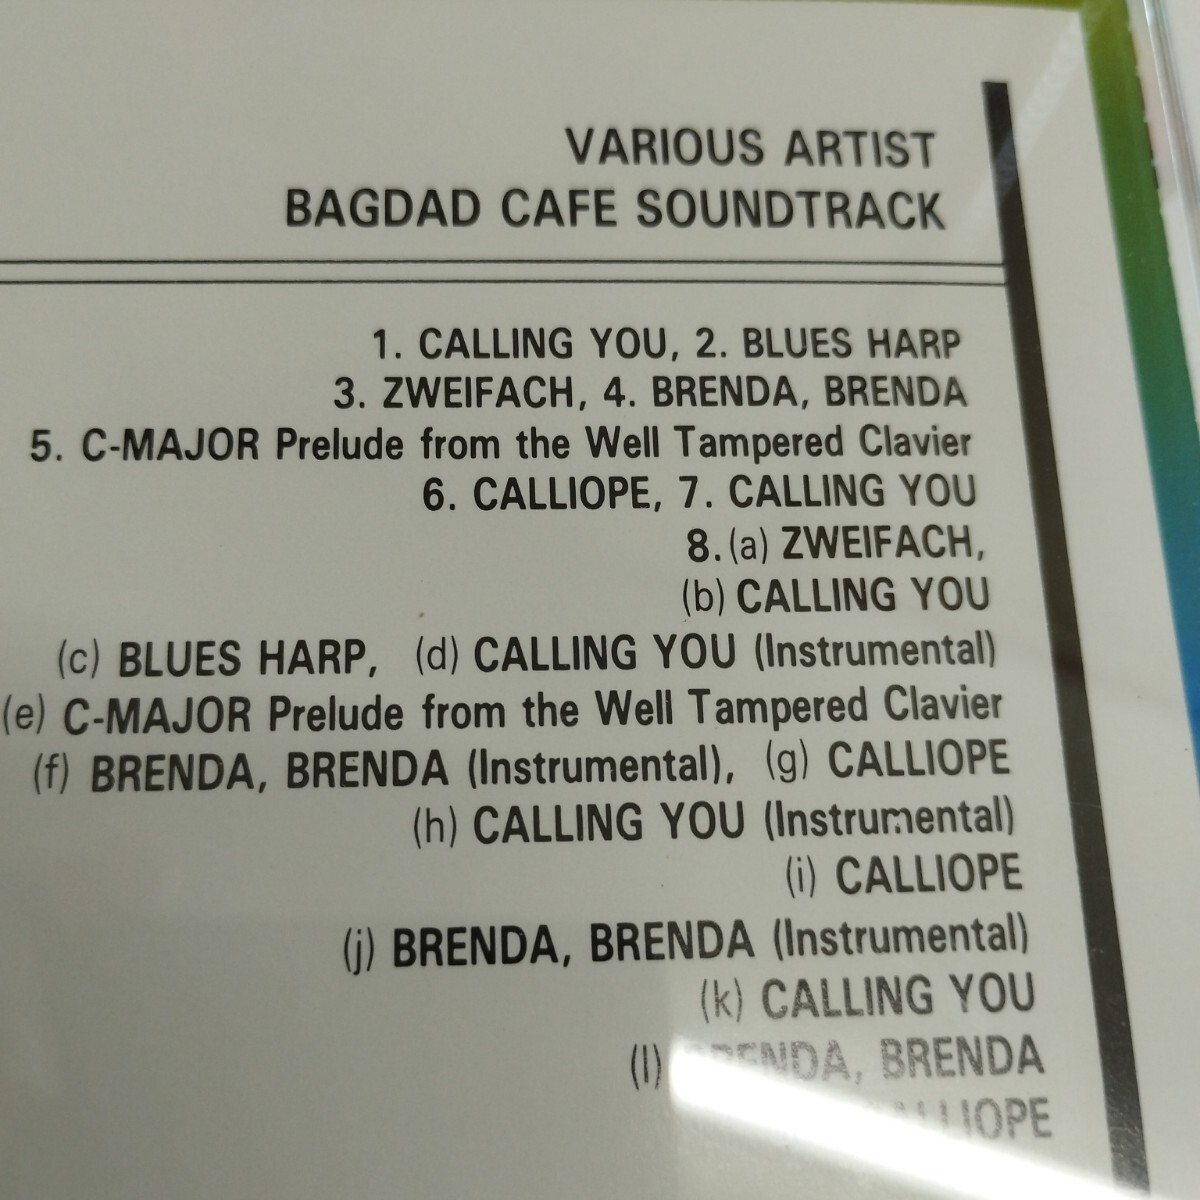 VARIOUS ARTIST
BAGDAD CAFE SOUNDTRACK
1. CALLING YOU, 2. BLUES HARP
3. ZWEIFACH, 4. BRENDA, BRENDA
5. C-MAJOR Prelude from the Well Tampered Clavier
6. CALLIOPE, 7. CALLING YOU
8. (a) ZWEIFACH,
(b) CALLING YOU
(c) BLUES HARP, (d) CALLING YOU (Instrumental)
(e) C-MAJOR Prelude from the Well Tampered Clavier
(f) BRENDA, BRENDA (Instrumental), (g) CALLIOPE
(h) CALLING YOU (Instrumental)
(i) CALLIOPE
(j) BRENDA, BRENDA (Instrumental)
(k) CALLING YOU
(l) BRENDA, BRENDA
CALLIOPE